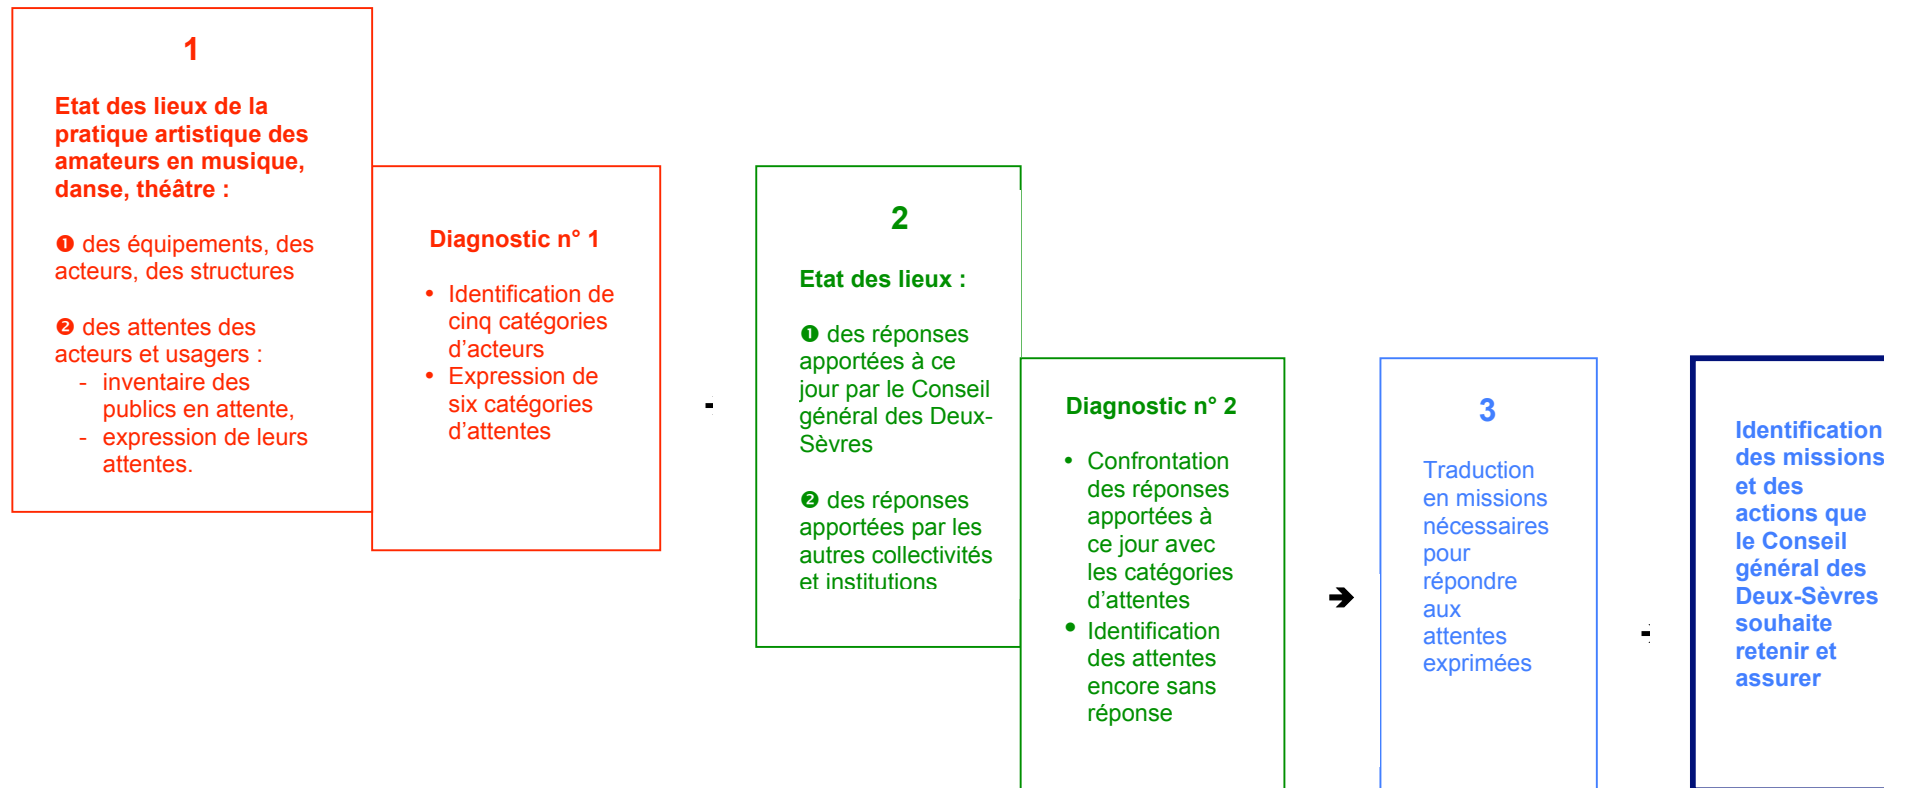 1
Etat des lieux de la
pratique artistique des
amateurs en musique,
danse, théâtre :
❶ des équipements, des
acteurs, des structures
❷ des attentes des
acteurs et usagers :
- inventaire des
publics en attente,
- expression de leurs
attentes.
Diagnostic n° 1
• Identification de
cinq catégories
d’acteurs
• Expression de
six catégories
d’attentes
2
Etat des lieux :
❶ des réponses
apportées à ce
jour par le Conseil
général des Deux-
Sèvres
❷ des réponses
apportées par les
autres collectivités
et institutions
Diagnostic n° 2
• Confrontation
des réponses
apportées à
ce jour avec
les catégories
d’attentes
• Identification
des attentes
encore sans
réponse
➔
3
Traduction
en missions
nécessaires
pour
répondre
aux
attentes
exprimées
Identification
des missions
et des
actions que
le Conseil
général des
Deux-Sèvres
souhaite
retenir et
assurer